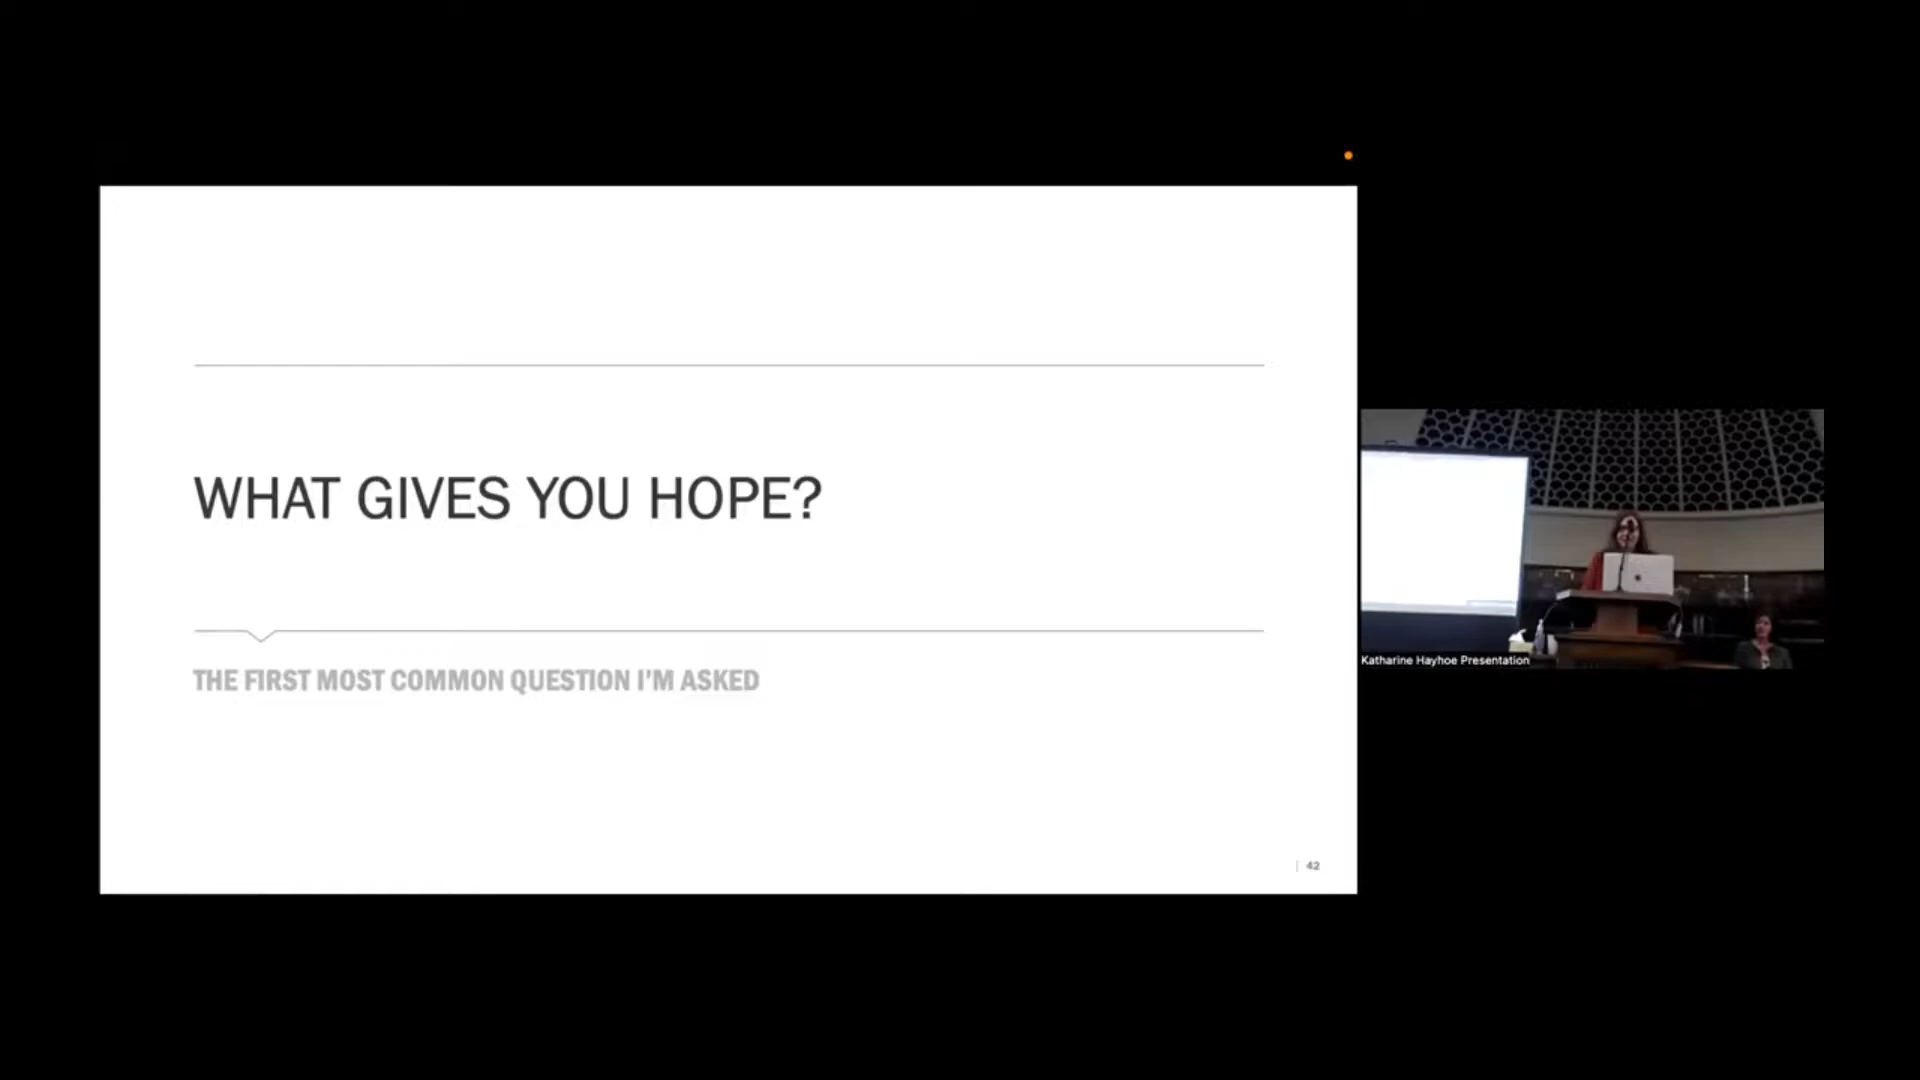 WHAT GIVES YOU HOPE?
THE FIRST MOST COMMON QUESTION I'M ASKED
42
Katharine Hayhoe Presentation